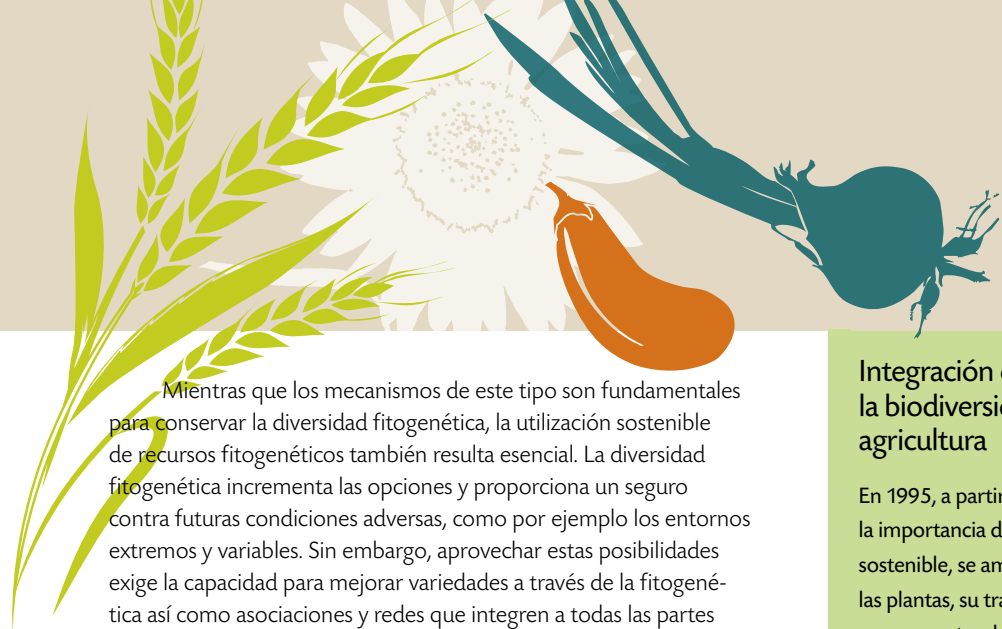 Mientras que los mecanismos de este tipo son fundamentales
para conservar la diversidad fitogenética, la utilización sostenible
de recursos fitogenéticos también resulta esencial. La diversidad
fitogenética incrementa las opciones y proporciona un seguro
contra futuras condiciones adversas, como por ejemplo los entornos
extremos y variables. Sin embargo, aprovechar estas posibilidades
exige la capacidad para mejorar variedades a través de la fitogené-
tica así como asociaciones y redes que integren a todas las partes
Integración
la biodiversi
agricultura
En 1995, a partir
la importancia d
sostenible, se am
las plantas, su tra